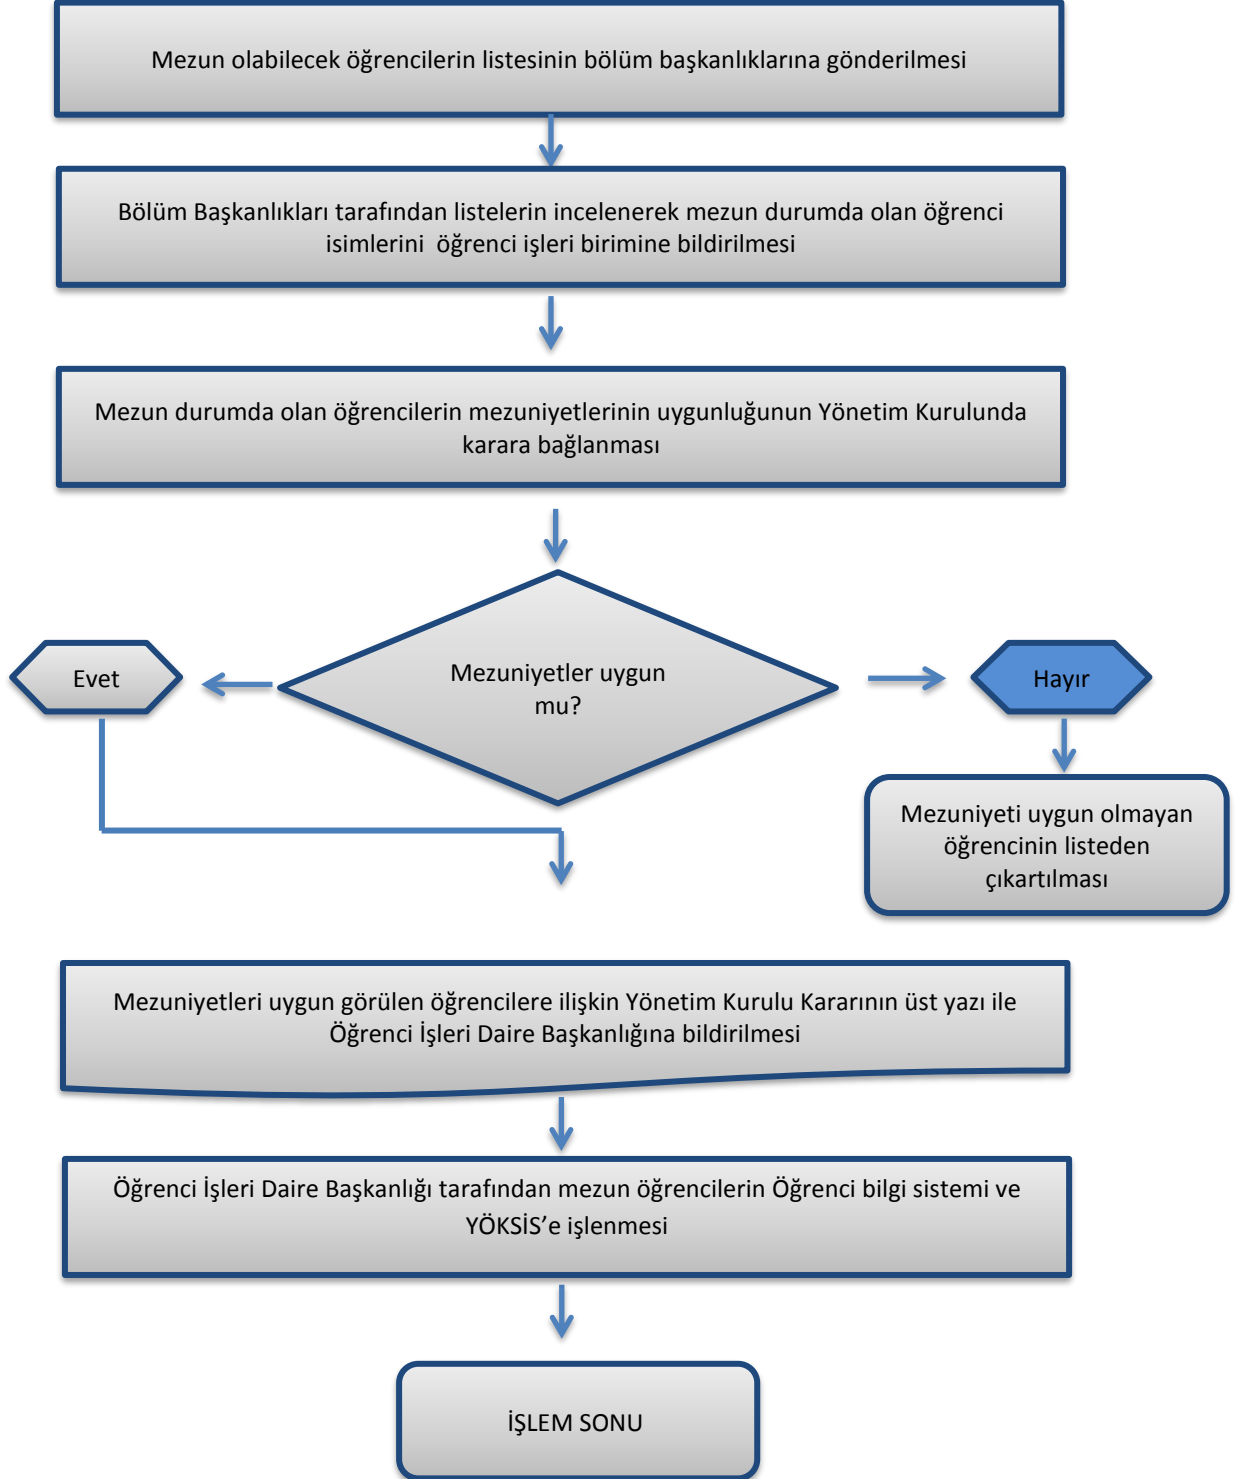 Mezun olabilecek öğrencilerin listesinin bölüm başkanlıklarına gönderilmesi
Bölüm Başkanlıkları tarafından listelerin incelenerek mezun durumda olan öğrenci
isimlerini öğrenci işleri birimine bildirilmesi
Mezun durumda olan öğrencilerin mezuniyetlerinin uygunluğunun Yönetim Kurulunda
karara bağlanması
Mezuniyetler uygun
mu?
Evet
Hayır
Mezuniyeti uygun olmayan
öğrencinin listeden
çıkartılması
Mezuniyetleri uygun görülen öğrencilere ilişkin Yönetim Kurulu Kararının üst yazı ile
Öğrenci İşleri Daire Başkanlığına bildirilmesi
Öğrenci İşleri Daire Başkanlığı tarafından mezun öğrencilerin Öğrenci bilgi sistemi ve
YÖKSİS’e işlenmesi
İŞLEM SONU